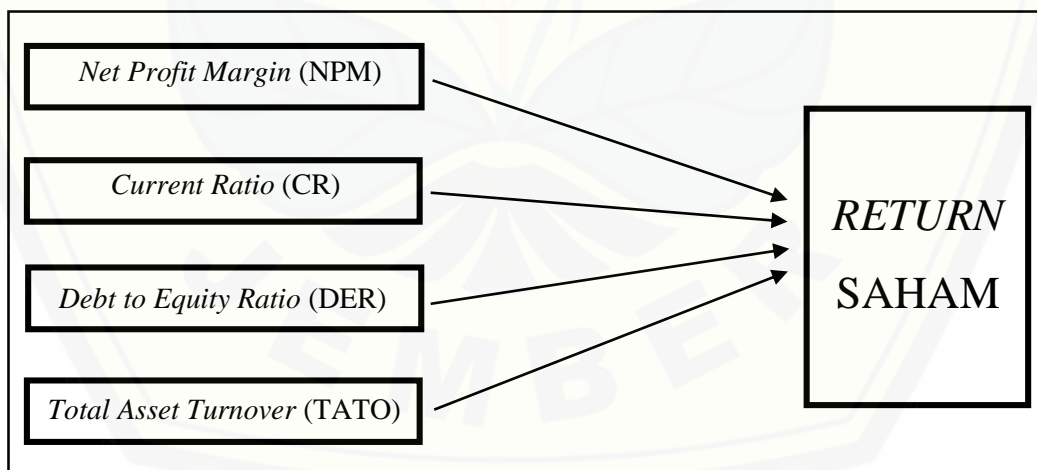 Net Profit Margin (NPM)
Current Ratio (CR)
Debt to Equity Ratio (DER)
Total Asset Turnover (TATO)
RETURN
SAHAM